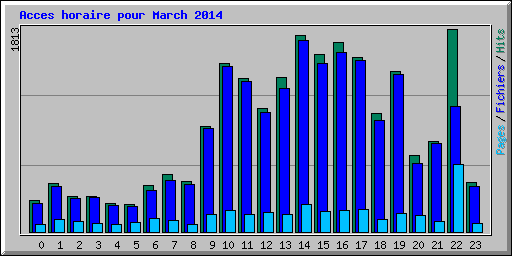 Acces horaire pour March 2014
1813
Pages / Fichiers / Hits
0 1 2 3 4 5 6 7 8 9 10 11 12 13 14 15 16 17 18 19 20 21 22 23